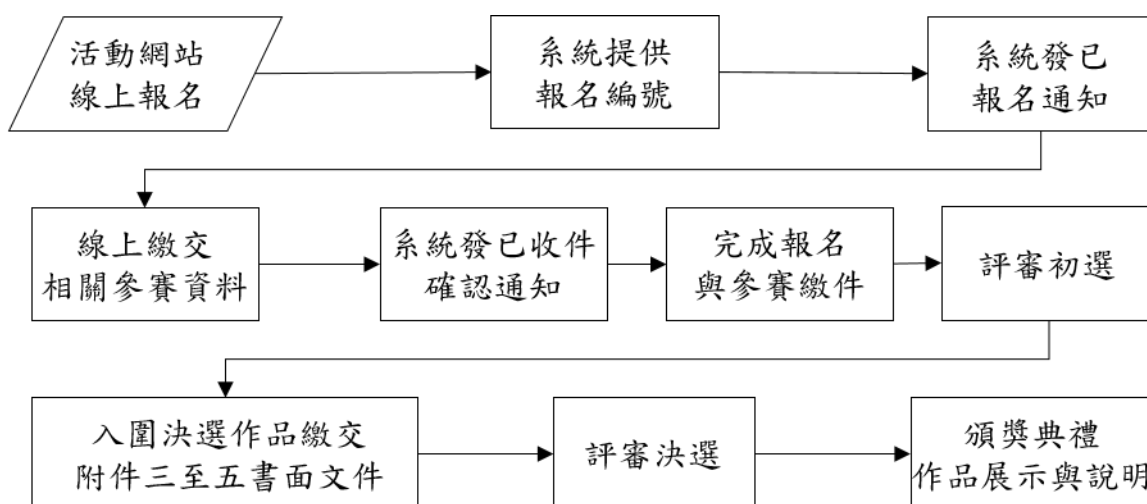 活動網站
線上報名
系統提供
報名編號
系統發已
報名通知
線上繳交
相關參賽資料
系統發已收件
確認通知
完成報名
與參賽繳件
評審初選
入圍決選作品繳交
附件三至五書面文件
評審決選
頒獎典禮
作品展示與說明